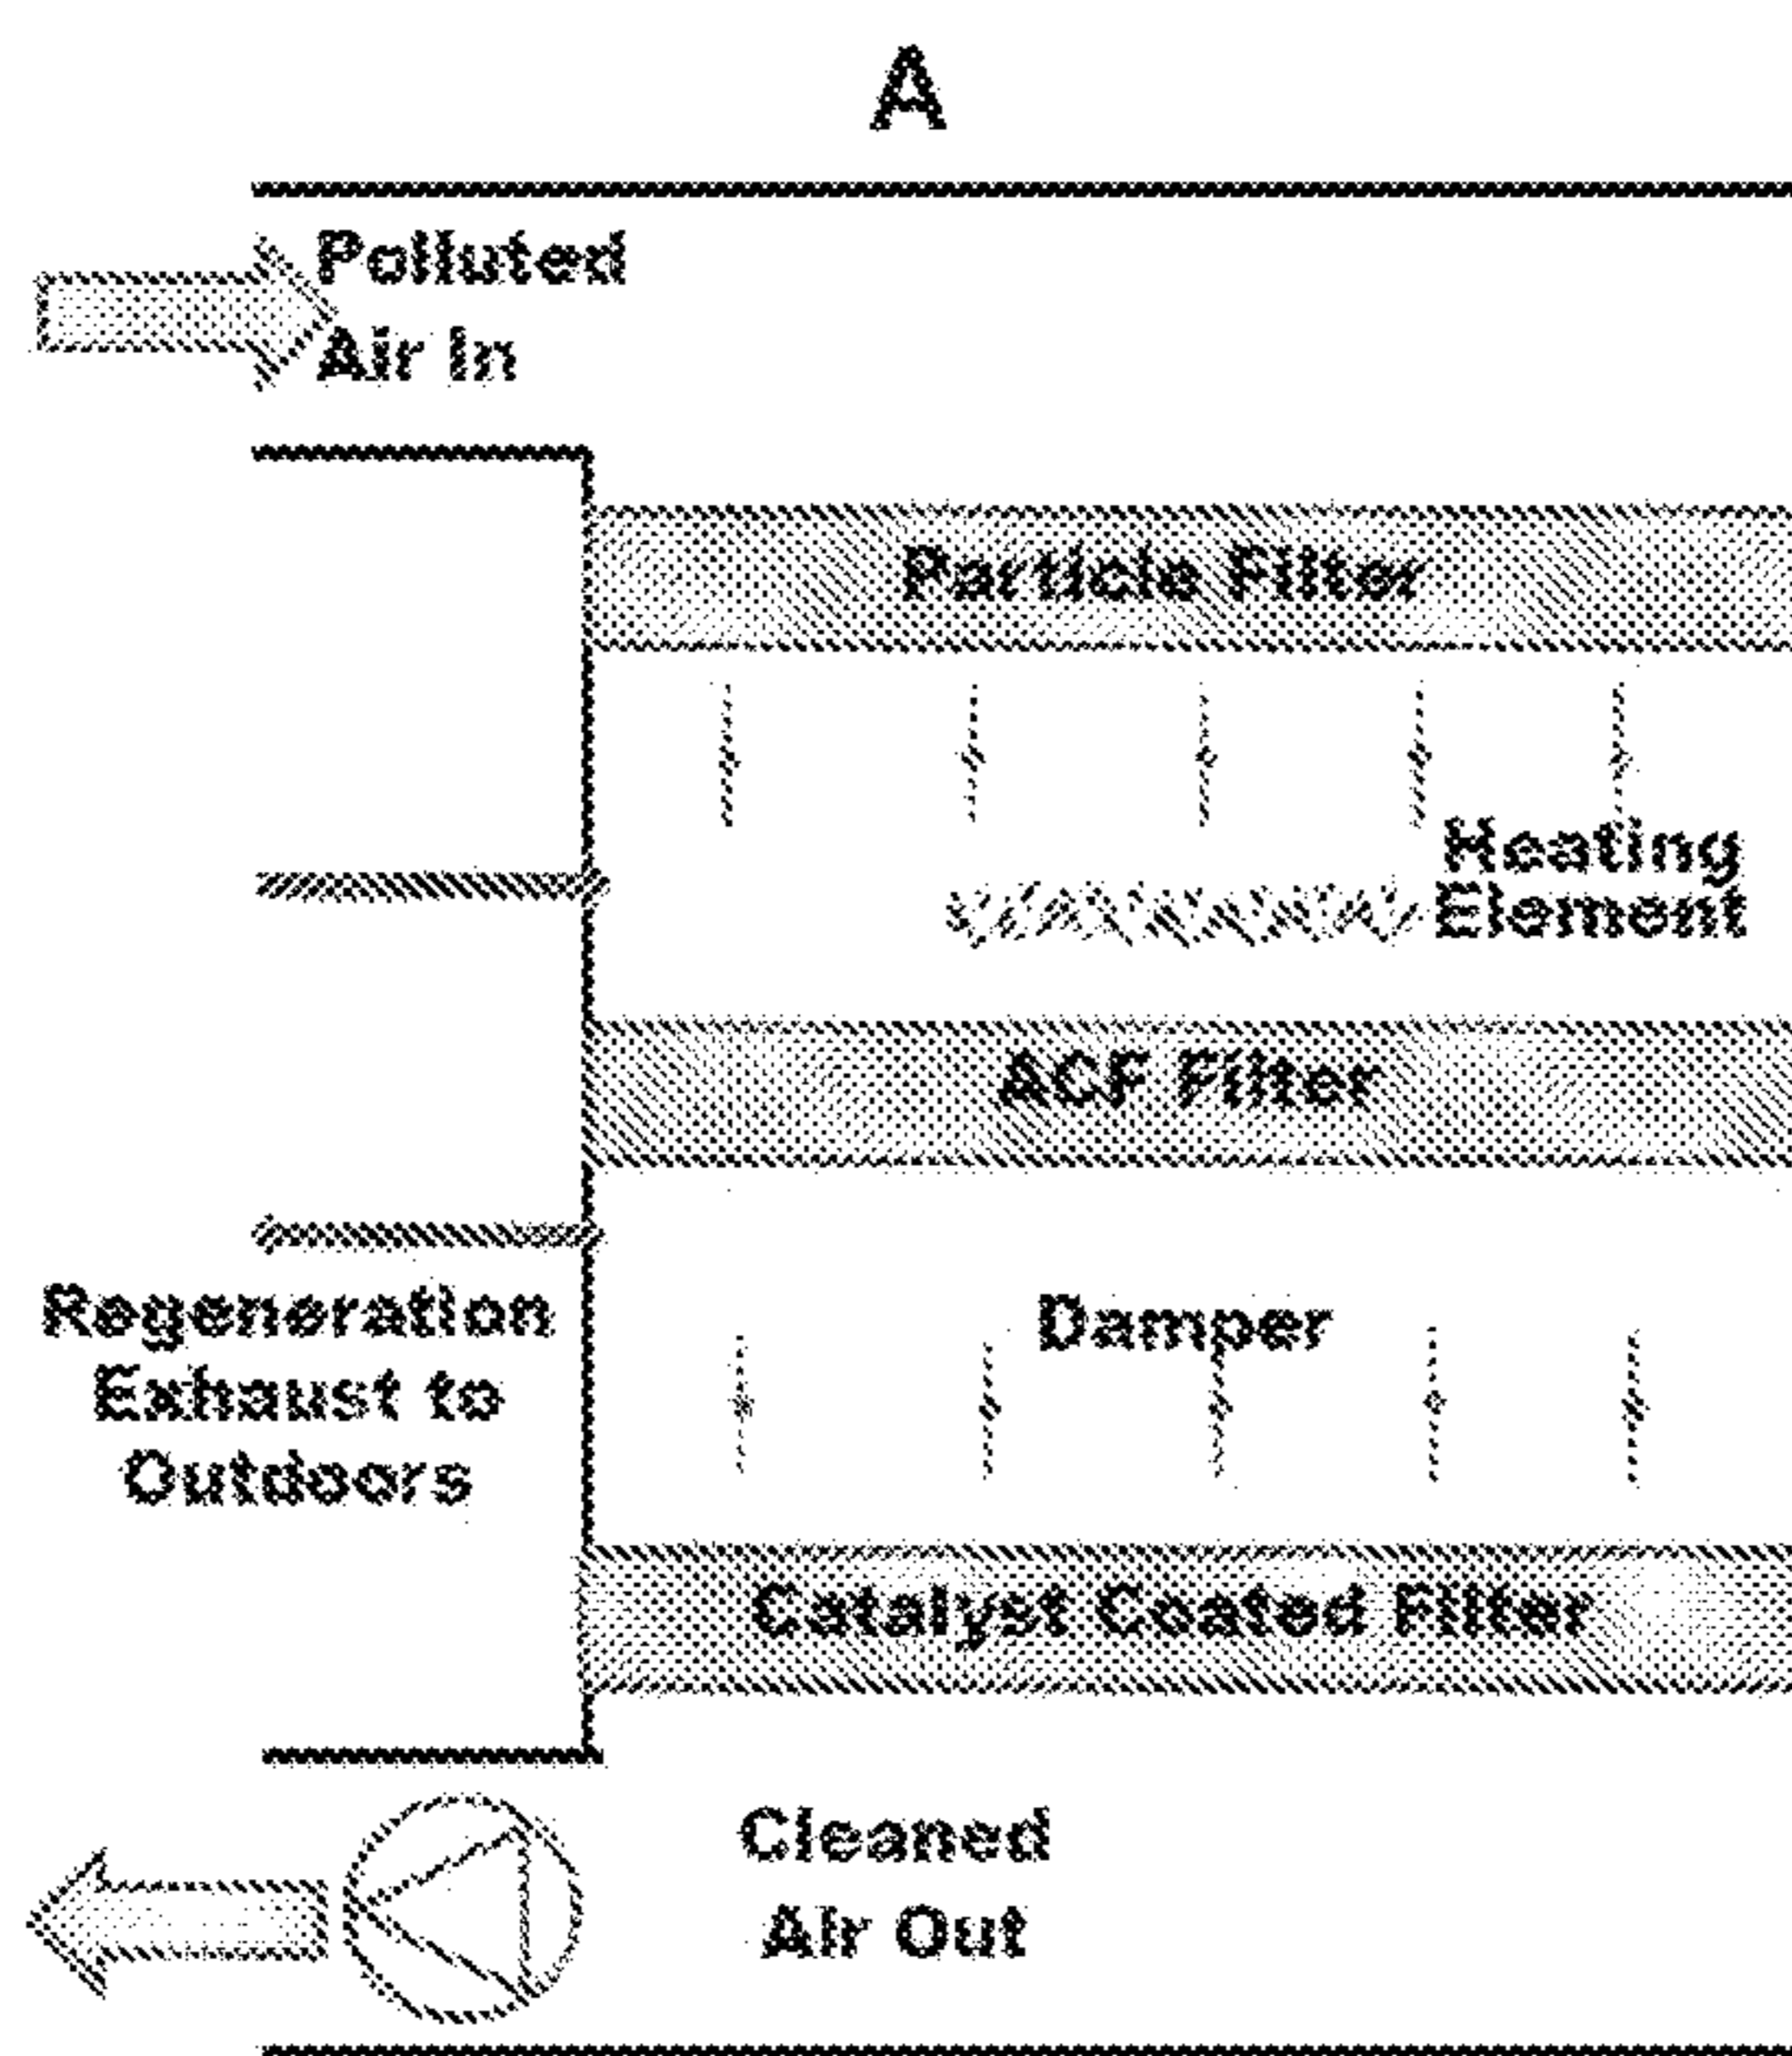 A
Polluted
Air In
Particle Filter
Heating
Element
ACF Filter
Regeneration
Exhaust to
Outdoors
Damper
Catalyst Coated Filter
Cleaned
Air Out